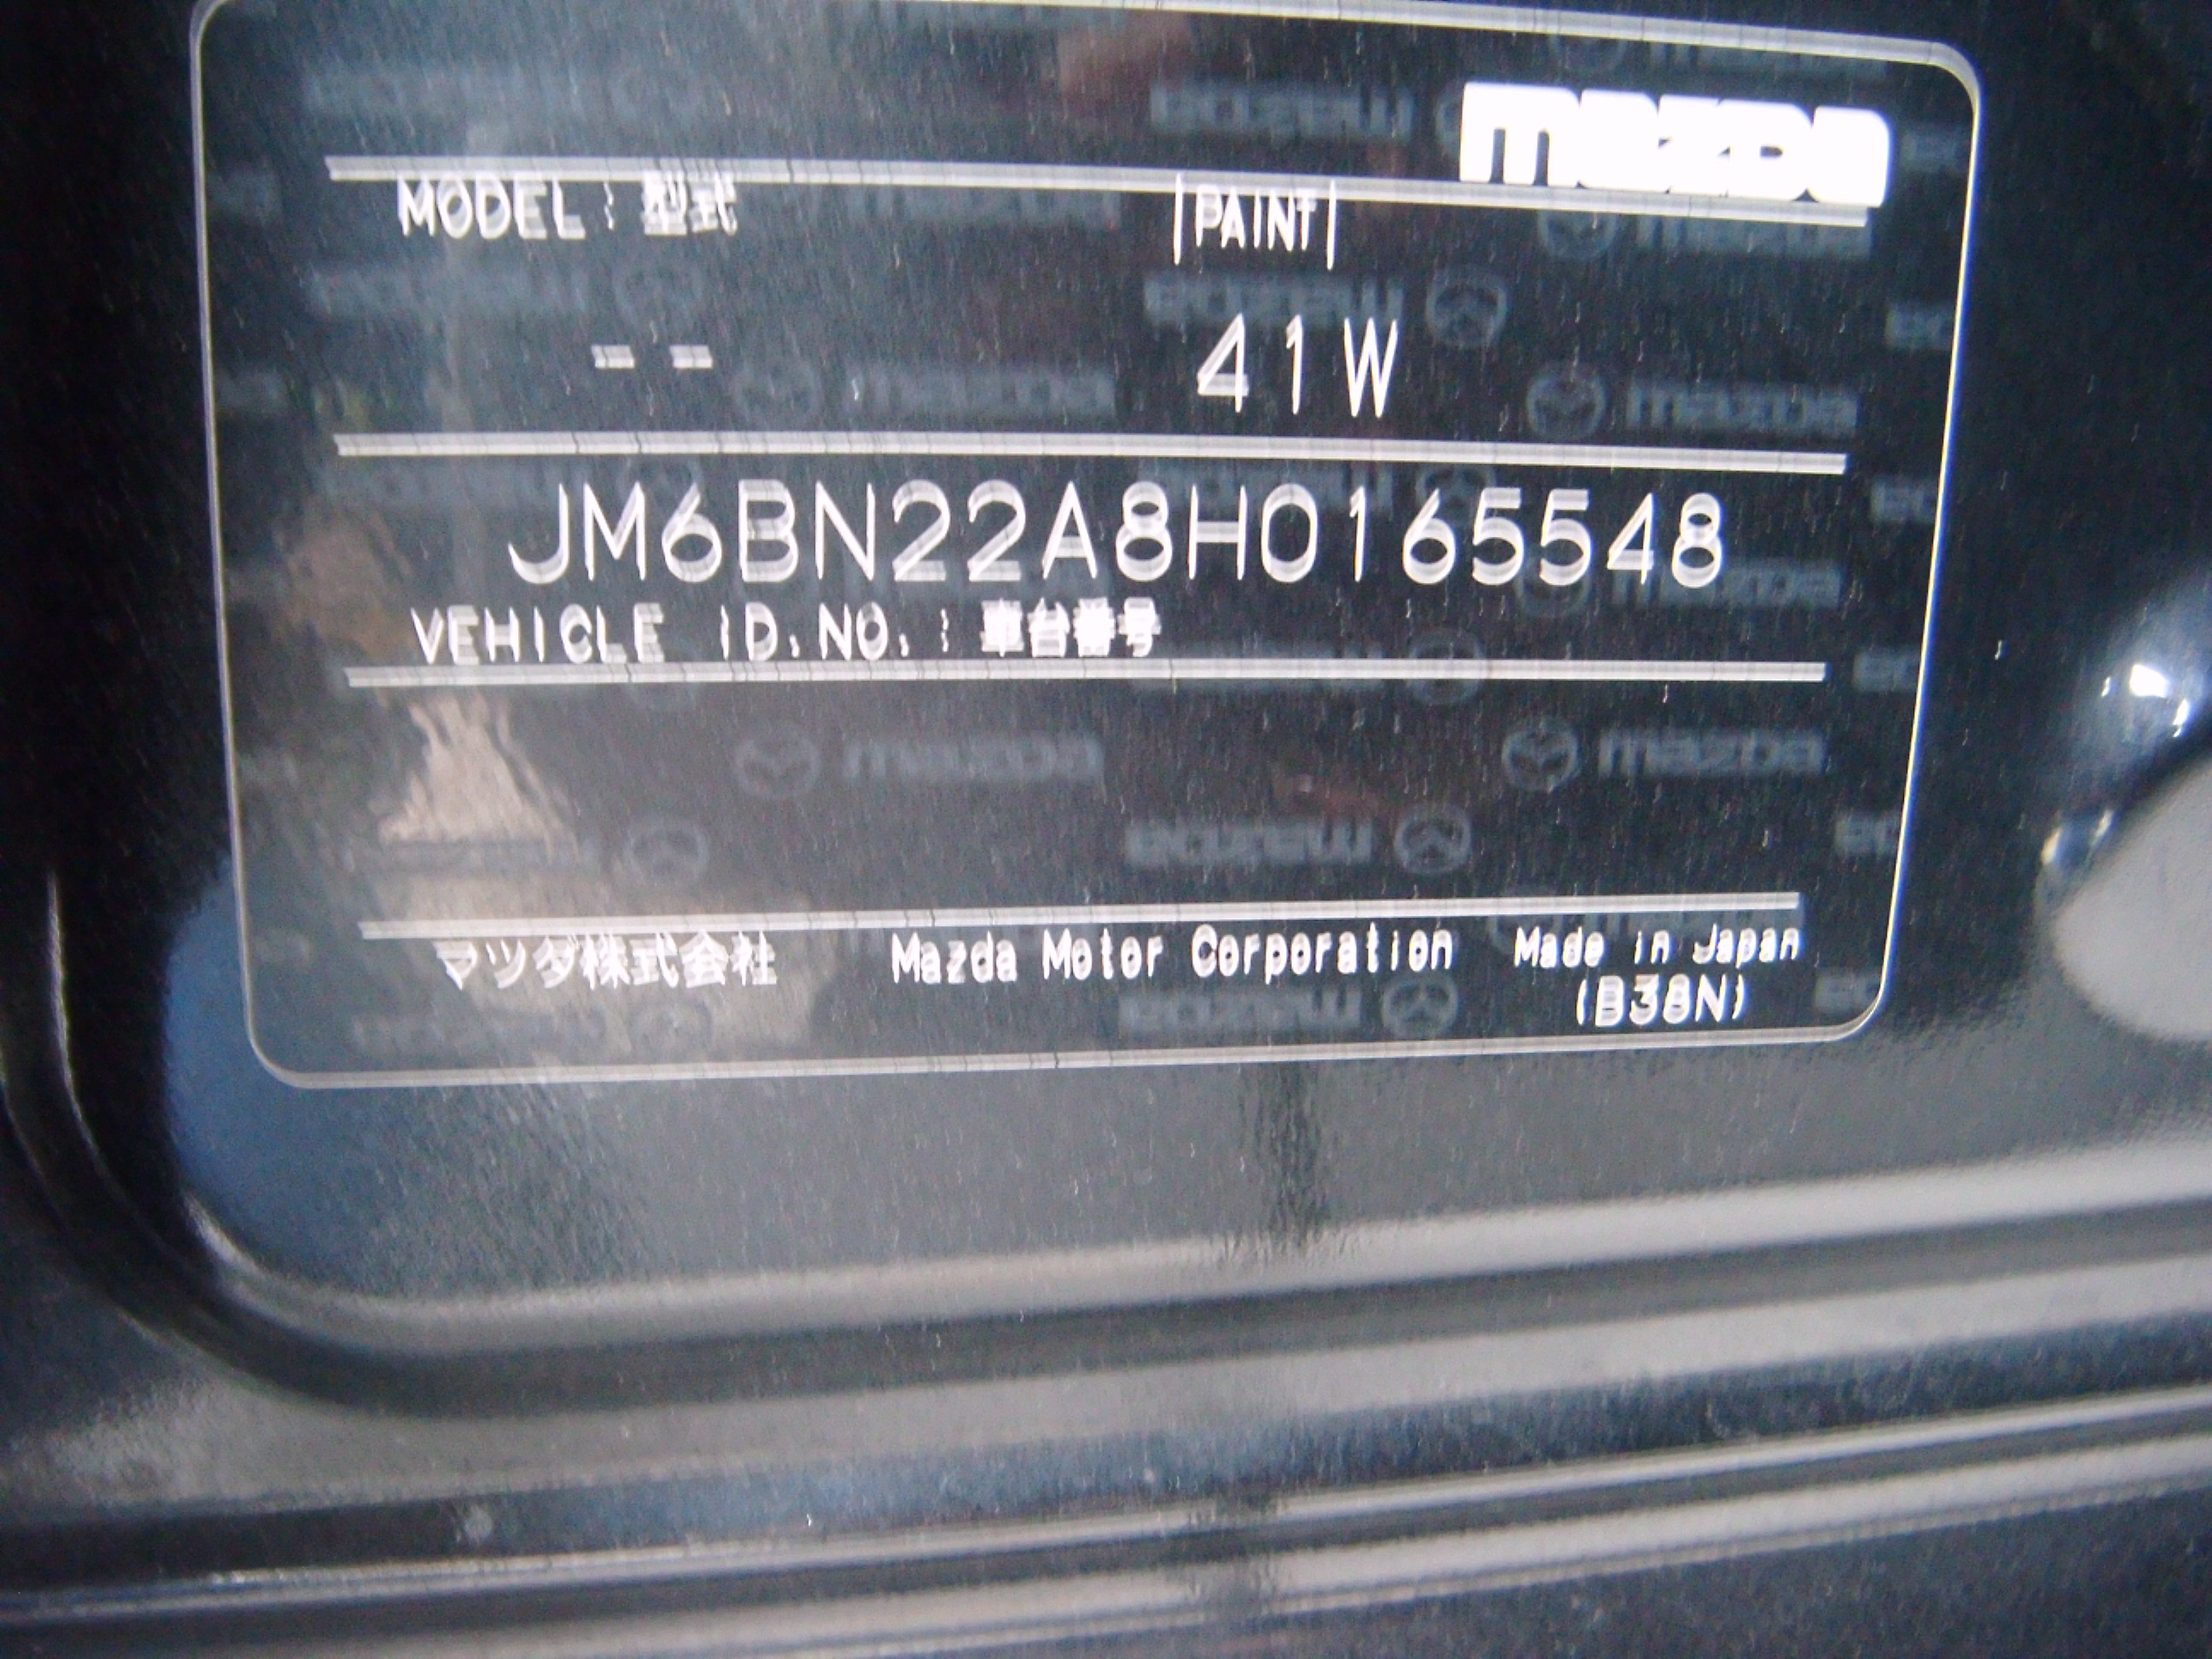 mazda
MODEL : 型式 |PAINT|
-- 41W
JM6BN22A8H0165548
VEHICLE ID.NO. : 車台番号
マツダ株式会社 Mazda Motor Corporation Made in Japan
(B38N)